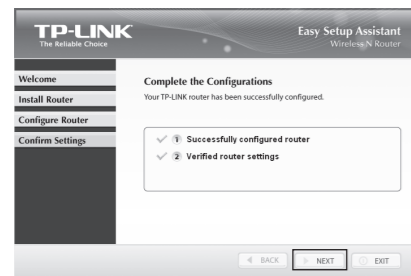 TP-LINK
The Reliable Choice
Easy Setup Assistant
Wireless N Router
Welcome
Install Router
Configure Router
Confirm Settings
Complete the Configurations
Your TP-LINK router has been successfully configured.
1 Successfully configured router
2 Verified router settings
BACK
NEXT
EXIT